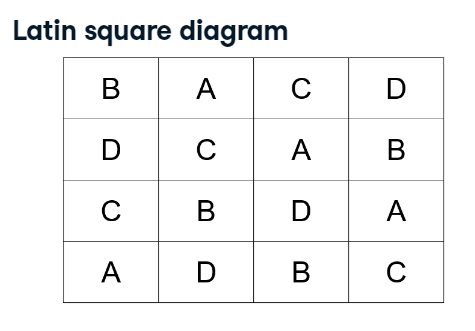 Latin square diagram
B A C D
D C A B
C B D A
A D B C